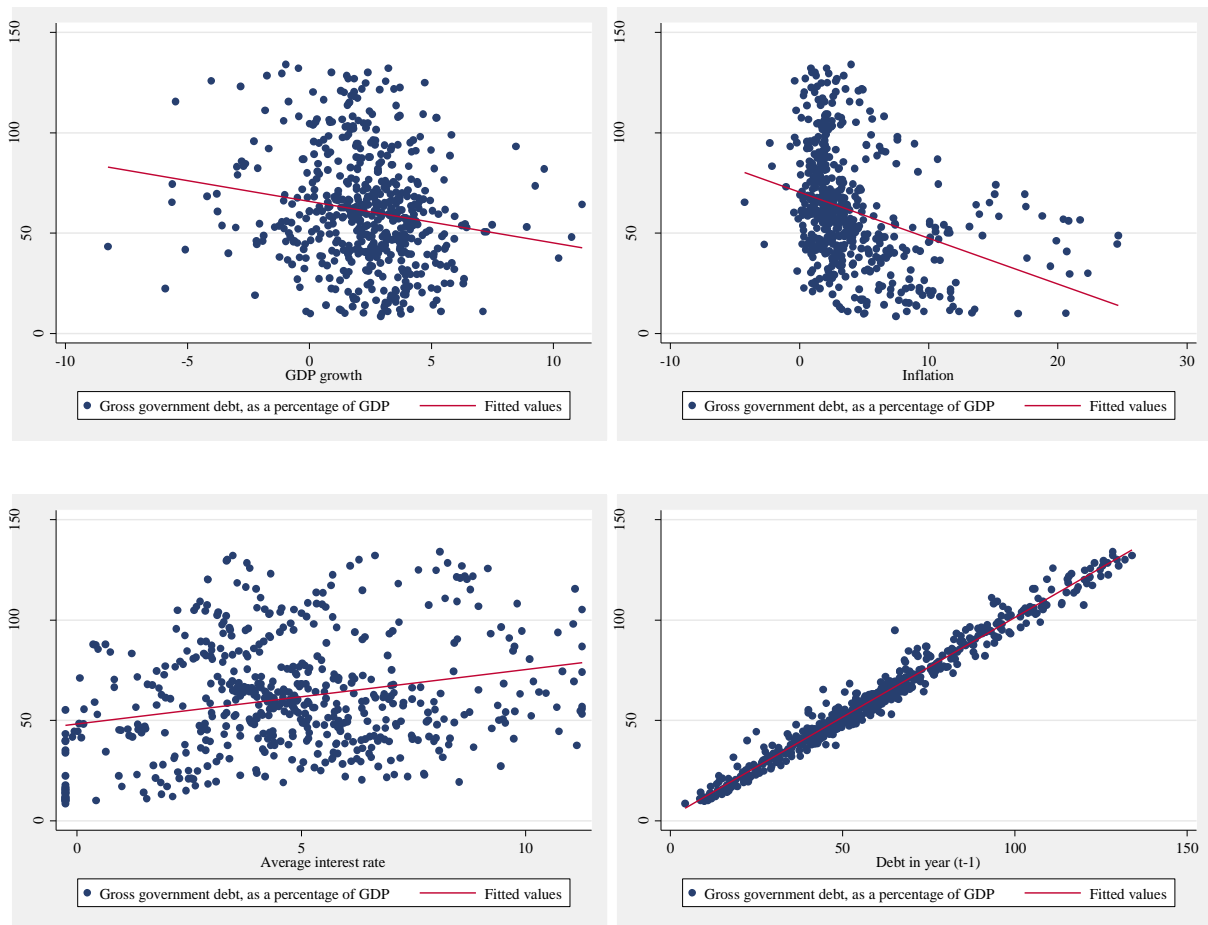 150
100
50
0
-10 -5 0 5 10
GDP growth
Gross government debt, as a percentage of GDP Fitted values
150
100
50
0
-10 0 10 20 30
Inflation
Gross government debt, as a percentage of GDP Fitted values
150
100
50
0
0 5 10
Average interest rate
Gross government debt, as a percentage of GDP Fitted values
150
100
50
0
0 50 100 150
Debt in year (t-1)
Gross government debt, as a percentage of GDP Fitted values